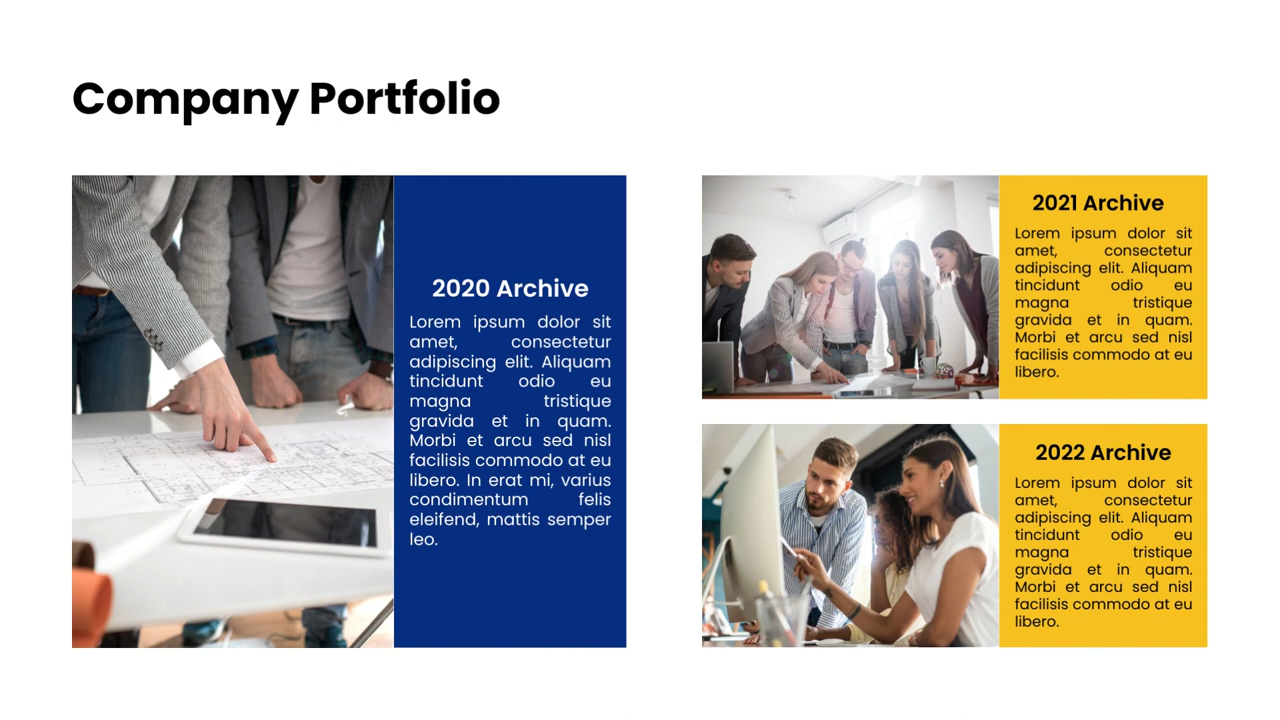 Company Portfolio
2020 Archive
Lorem ipsum dolor sit
amet, consectetur
adipiscing elit. Aliquam
tincidunt odio eu
magna tristique
gravida et in quam.
Morbi et arcu sed nisl
facilisis commodo at eu
libero. In erat mi, varius
condimentum felis
eleifend, mattis semper
leo.
2021 Archive
Lorem ipsum dolor sit
amet, consectetur
adipiscing elit. Aliquam
tincidunt odio eu
magna tristique
gravida et in quam.
Morbi et arcu sed nisl
facilisis commodo at eu
libero.
2022 Archive
Lorem ipsum dolor sit
amet, consectetur
adipiscing elit. Aliquam
tincidunt odio eu
magna tristique
gravida et in quam.
Morbi et arcu sed nisl
facilisis commodo at eu
libero.